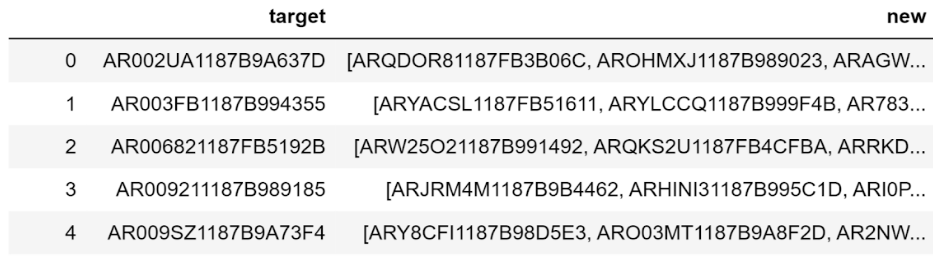 target new
0 AR002UA1187B9A637D [ARQDOR81187FB3B06C, AROHMXJ1187B989023, ARAGW...
1 AR003FB1187B994355 [ARYACSL1187FB51611, ARYLCCQ1187B999F4B, AR783...
2 AR006821187FB5192B [ARW25O21187B991492, ARQKS2U1187FB4CFBA, ARRKD...
3 AR009211187B989185 [ARJRM4M1187B9B4462, ARHINI31187B995C1D, ARI0P...
4 AR009SZ1187B9A73F4 [ARY8CFI1187B98D5E3, ARO03MT1187B9A8F2D, AR2NW...